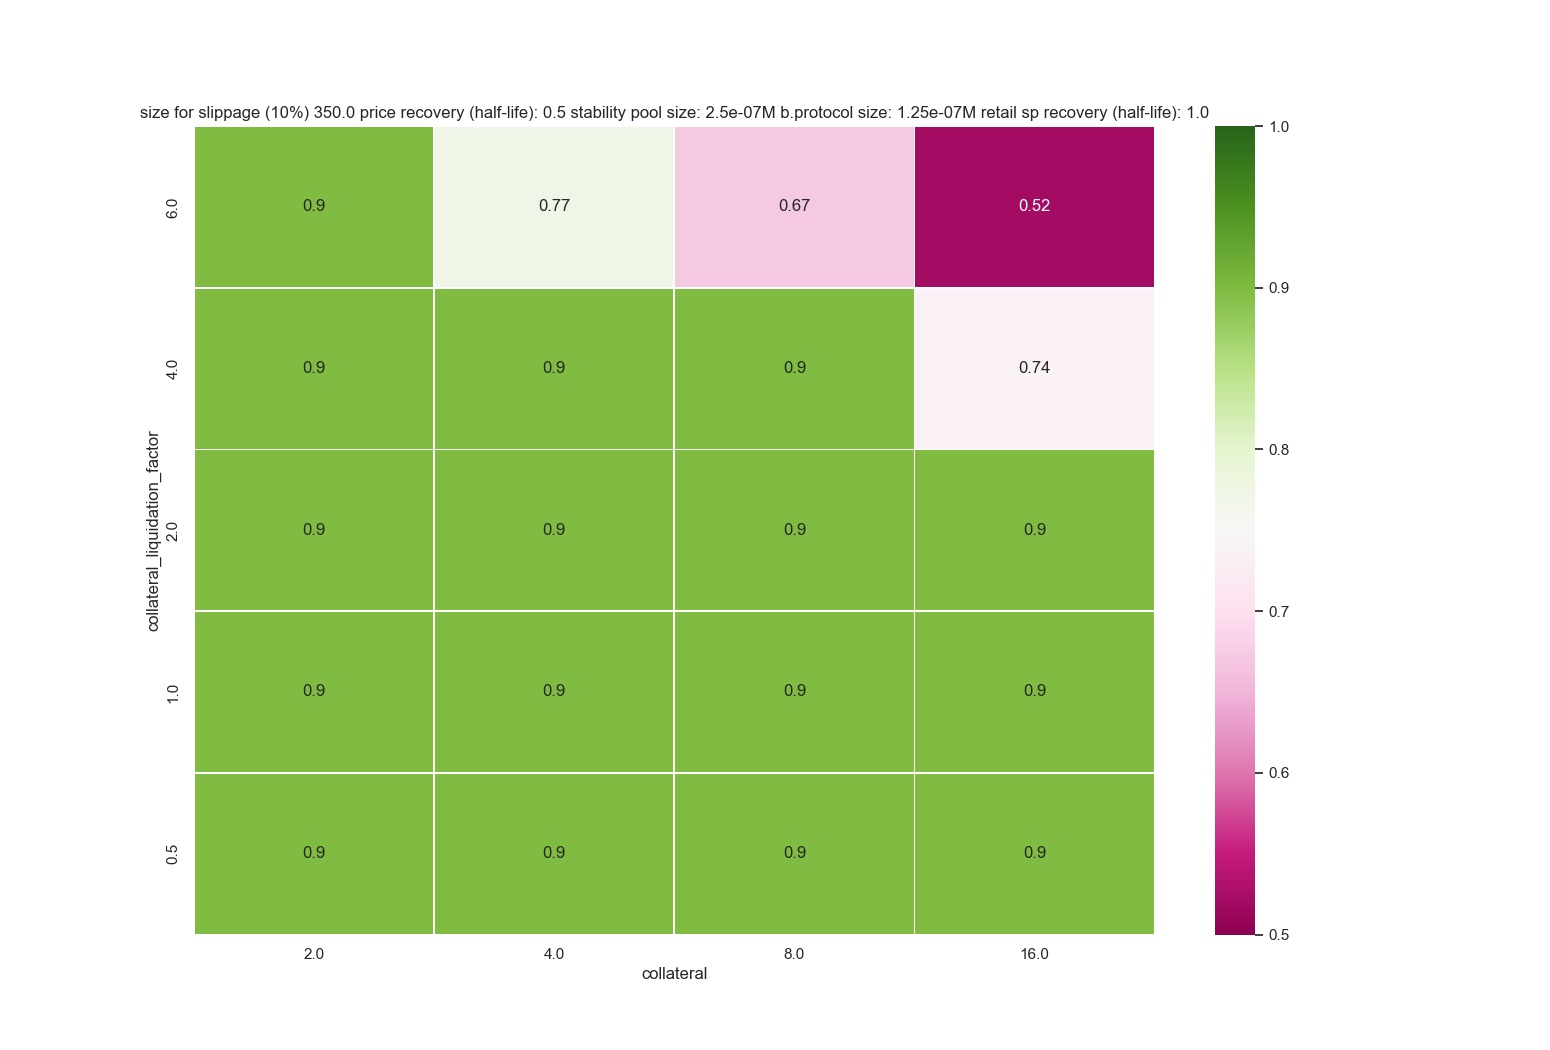 size for slippage (10%) 350.0 price recovery (half-life): 0.5 stability pool size: 2.5e-07M b.protocol size: 1.25e-07M retail sp recovery (half-life): 1.0
collateral_liquidation_factor
6.0
0.9 0.77 0.67 0.52
4.0
0.9 0.9 0.9 0.74
2.0
0.9 0.9 0.9 0.9
1.0
0.9 0.9 0.9 0.9
0.5
0.9 0.9 0.9 0.9
2.0 4.0 8.0 16.0
collateral
1.0
0.9
0.8
0.7
0.6
0.5